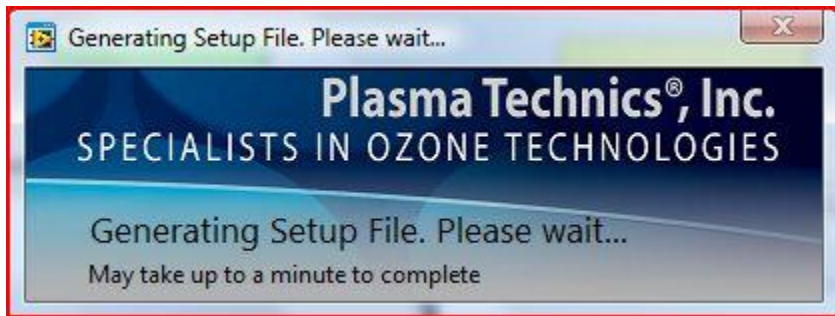 Generating Setup File. Please wait...
Plasma Technics®, Inc.
SPECIALISTS IN OZONE TECHNOLOGIES
Generating Setup File. Please wait...
May take up to a minute to complete